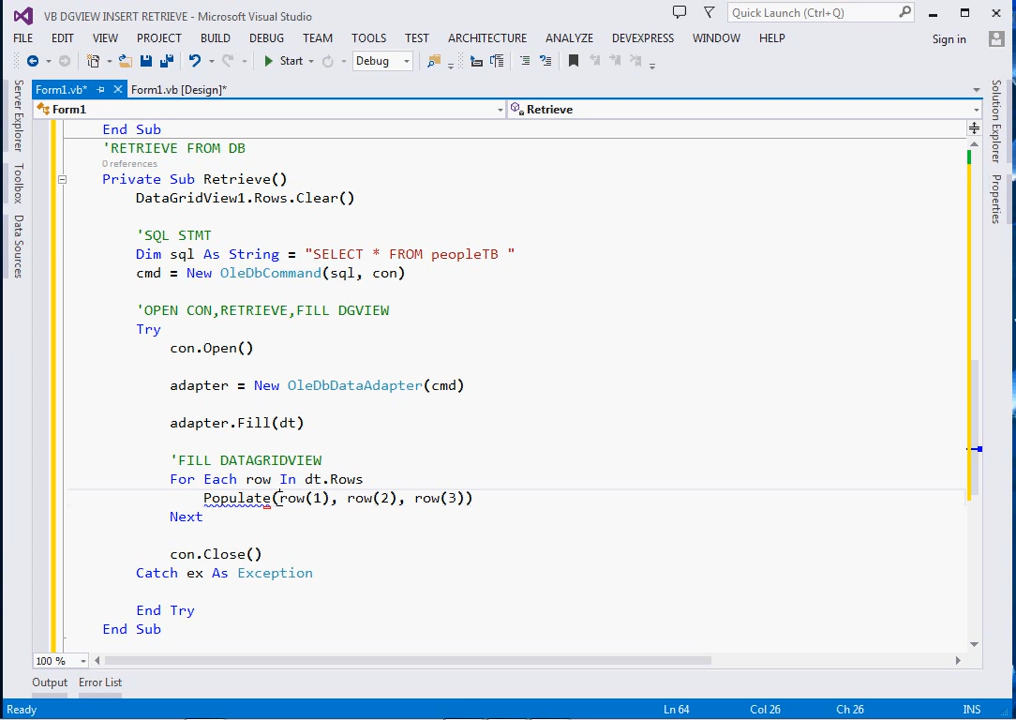 VB DGVIEW INSERT RETRIEVE - Microsoft Visual Studio
Quick Launch (Ctrl+Q)
FILE EDIT VIEW PROJECT BUILD DEBUG TEAM TOOLS TEST ARCHITECTURE ANALYZE DEVEXPRESS WINDOW HELP
Sign in
Start Debug
Form1.vb* Form1.vb [Design]*
Form1 Retrieve
Server Explorer
Toolbox
Data Sources
Solution Explorer
Properties
End Sub
'RETRIEVE FROM DB
0 references
Private Sub Retrieve()
DataGridView1.Rows.Clear()
'SQL STMT
Dim sql As String = "SELECT * FROM peopleTB "
cmd = New OleDbCommand(sql, con)
'OPEN CON,RETRIEVE,FILL DGVIEW
Try
con.Open()
adapter = New OleDbDataAdapter(cmd)
adapter.Fill(dt)
'FILL DATAGRIDVIEW
For Each row In dt.Rows
Populate(row(1), row(2), row(3))
Next
con.Close()
Catch ex As Exception
End Try
End Sub
100 %
Output Error List
Ready Ln 64 Col 26 Ch 26 INS